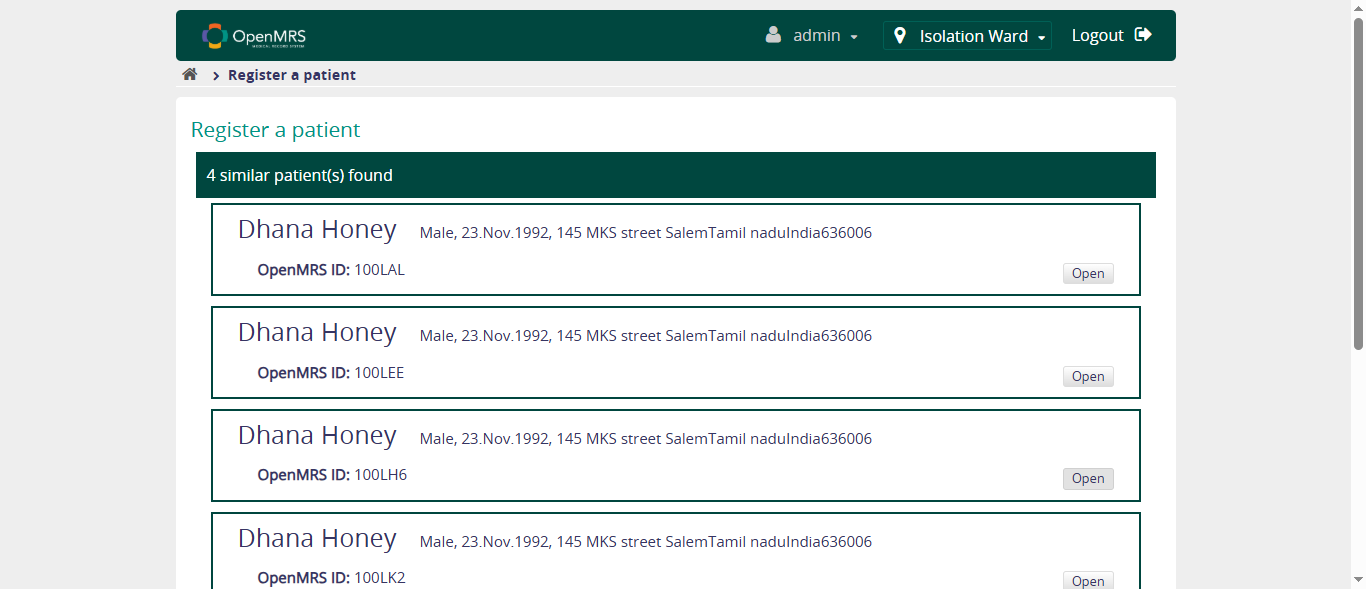 OpenMRS
MEDICAL RECORD SYSTEM
admin
Isolation Ward
Logout
Register a patient
Register a patient
4 similar patient(s) found
Dhana Honey Male, 23.Nov.1992, 145 MKS street SalemTamil naduIndia636006
OpenMRS ID: 100LAL
Open
Dhana Honey Male, 23.Nov.1992, 145 MKS street SalemTamil naduIndia636006
OpenMRS ID: 100LEE
Open
Dhana Honey Male, 23.Nov.1992, 145 MKS street SalemTamil naduIndia636006
OpenMRS ID: 100LH6
Open
Dhana Honey Male, 23.Nov.1992, 145 MKS street SalemTamil naduIndia636006
OpenMRS ID: 100LK2
Open